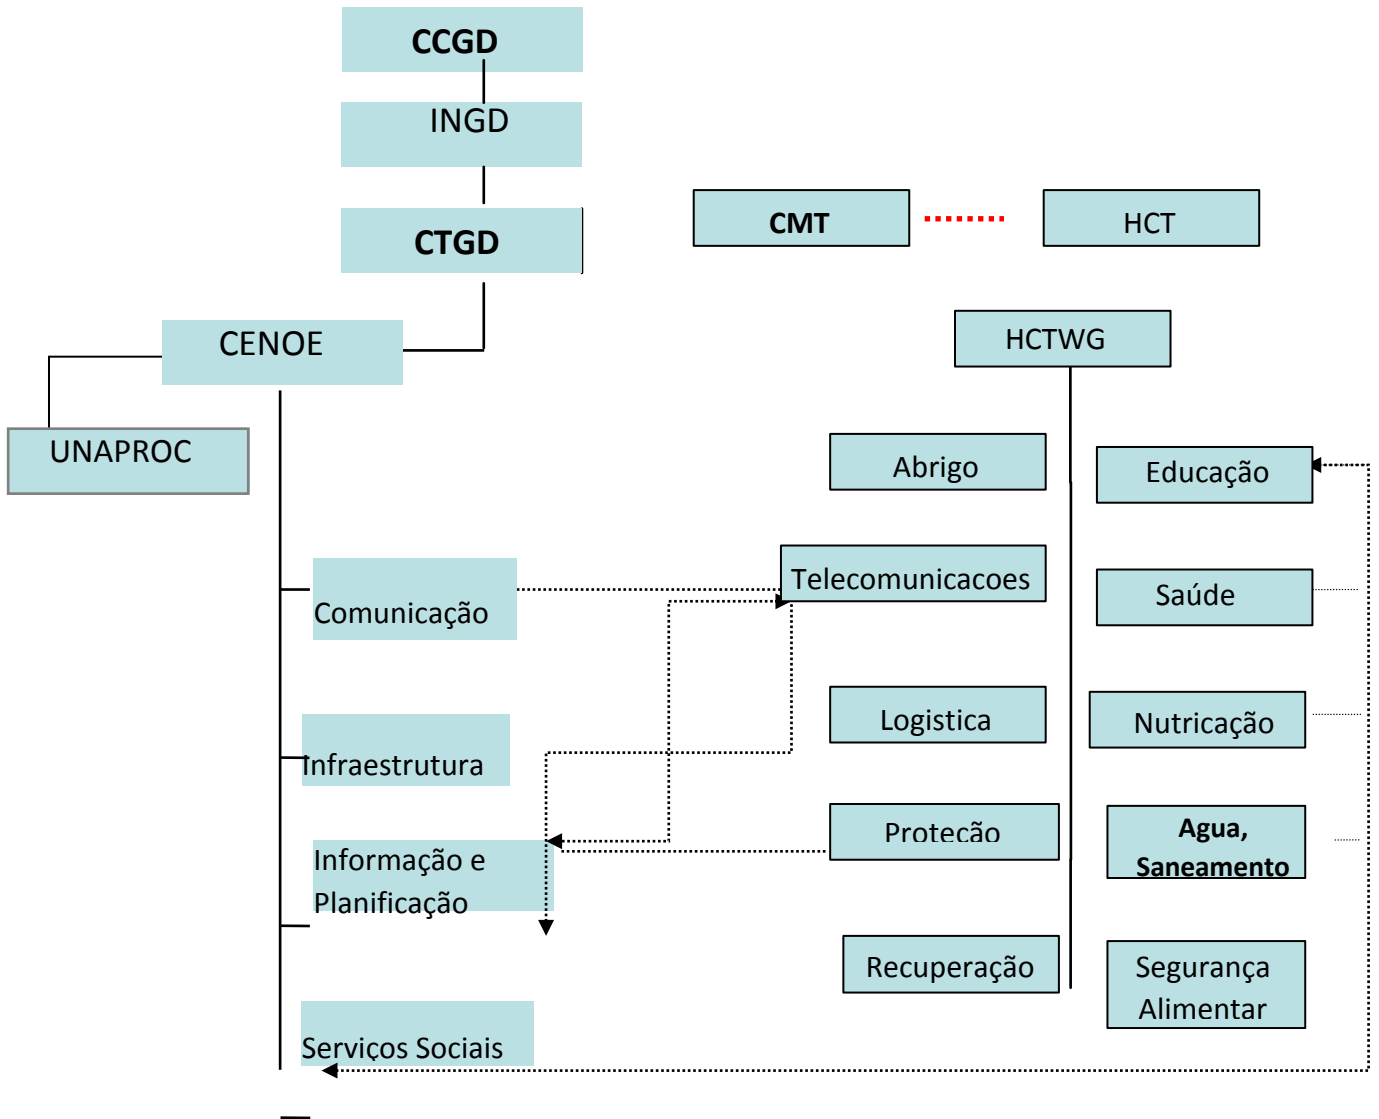 CCGD
INGD
CTGD
CMT
HCT
CENOE
HCTWG
UNAPROC
Abrigo
Educação
Comunicação
Telecomunicacoes
Saúde
Infraestrutura
Logistica
Nutricação
Informação e
Planificação
Protecão
Agua,
Saneamento
Recuperação
Segurança
Alimentar
Serviços Sociais